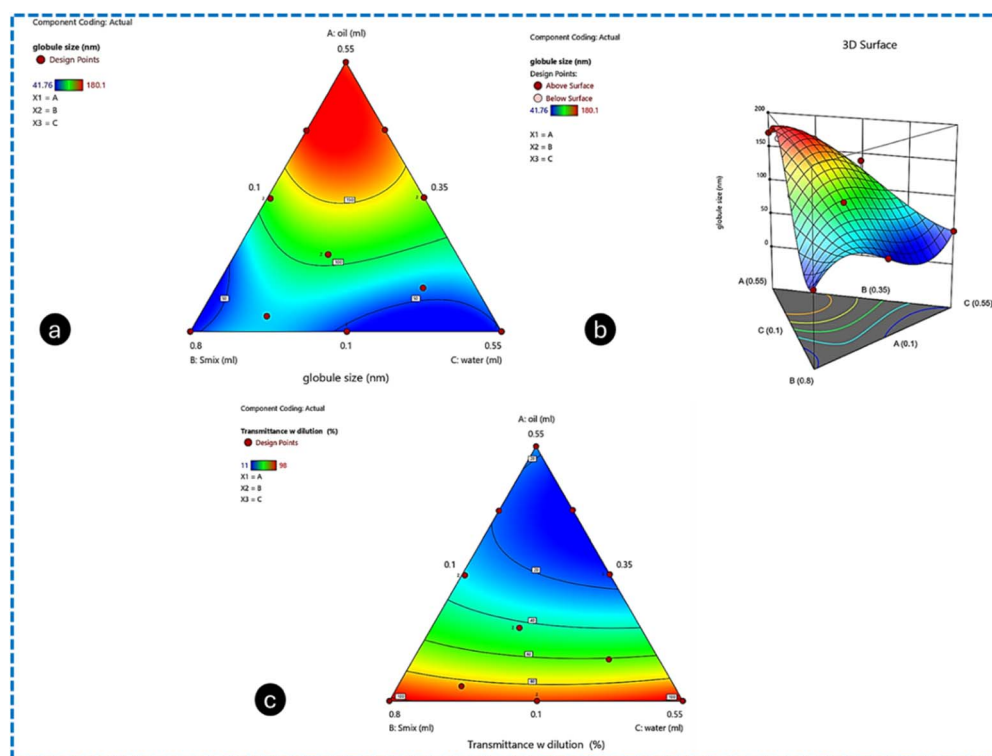 Component Coding: Actual
globule size (nm)
Design Points
41.76 180.1
X1 = A
X2 = B
X3 = C
A: oil (ml)
0.55
0.1
0.35
0.8
0.1
0.55
B: Smix (ml)
C: water (ml)
globule size (nm)
a
Component Coding: Actual
globule size (nm)
Design Points:
Above Surface
Below Surface
41.76 180.1
X1 = A
X2 = B
X3 = C
3D Surface
200
150
100
50
0
globule size (nm)
A (0.55)
B (0.35)
C (0.55)
C (0.1)
A (0.1)
B (0.8)
b
Component Coding: Actual
Transmittance w dilution (%)
Design Points
11 98
X1 = A
X2 = B
X3 = C
A: oil (ml)
0.55
0.1
0.35
0.8
0.1
0.55
B: Smix (ml)
C: water (ml)
Transmittance w dilution (%)
c